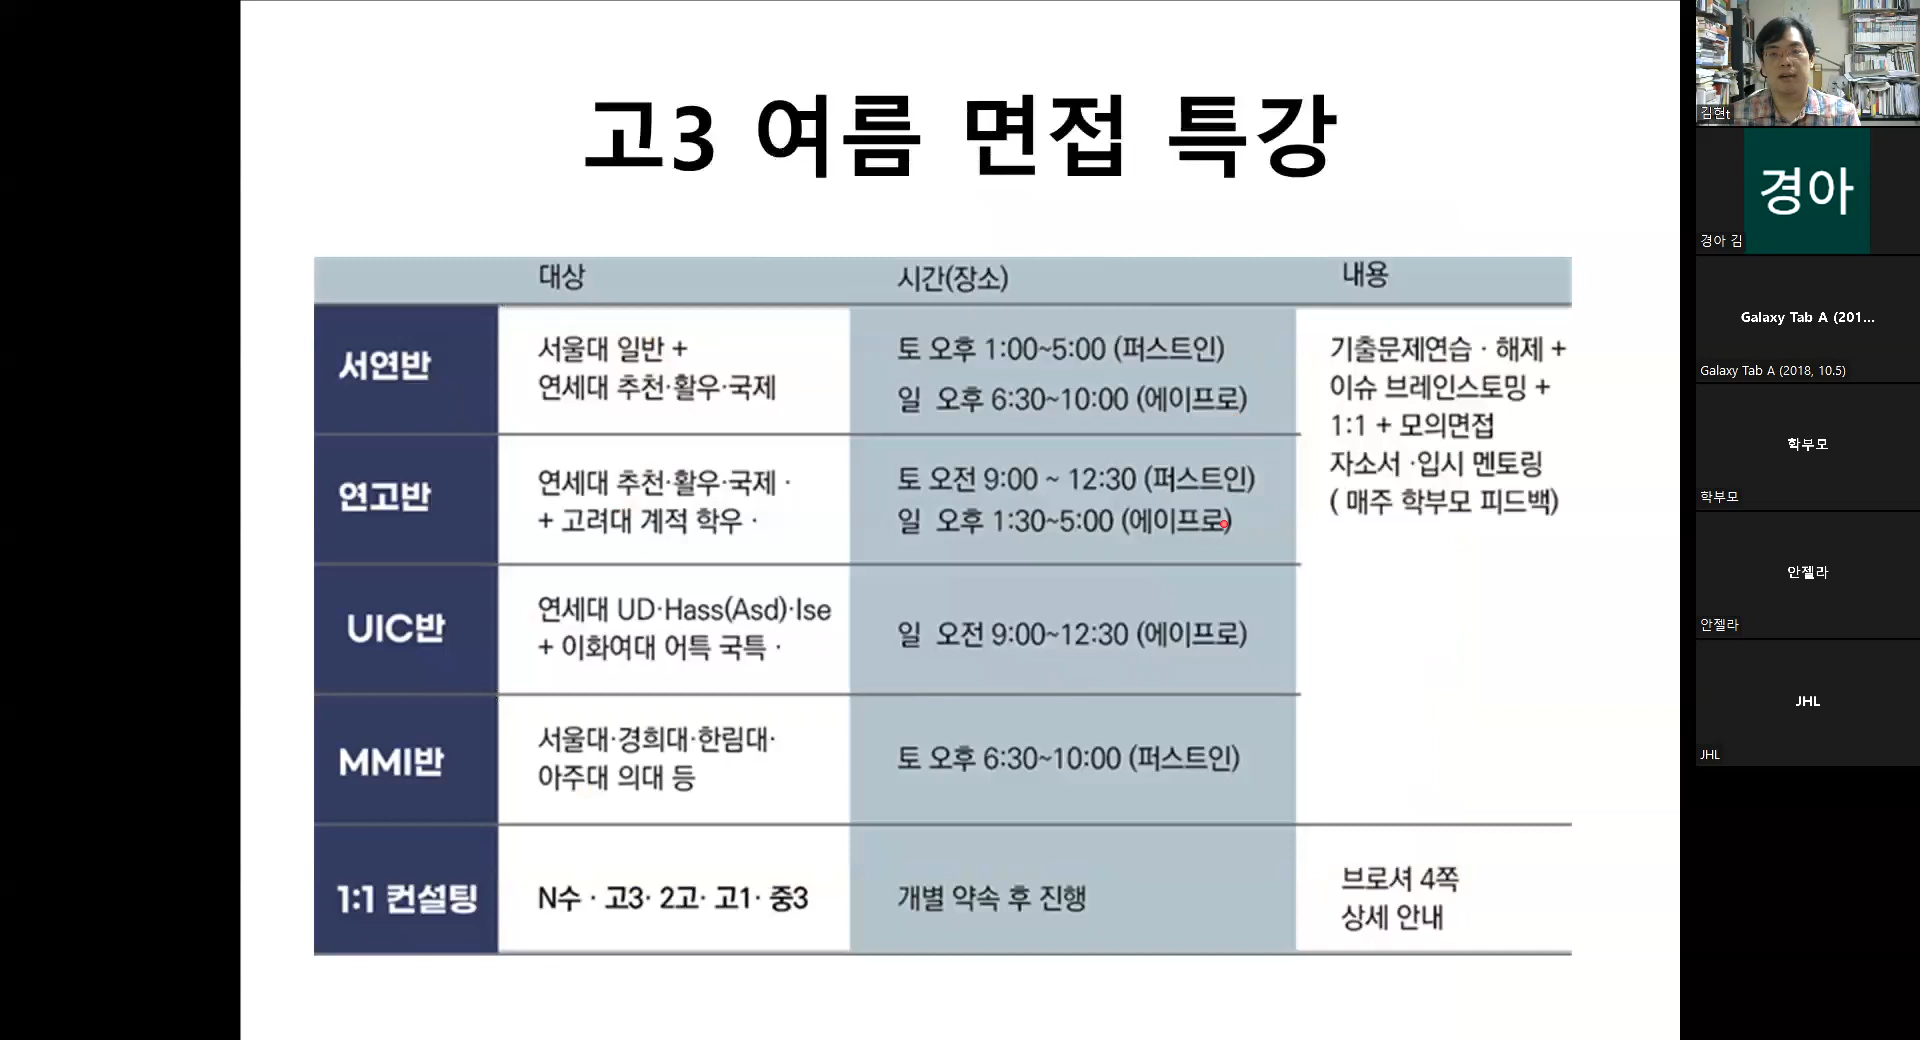 고3 여름 면접 특강
대상
시간(장소)
내용
서연반
서울대 일반 +
연세대 추천·활우·국제
토 오후 1:00~5:00 (퍼스트인)
일 오후 6:30~10:00 (에이프로)
기출문제연습 · 해제 +
이슈 브레인스토밍 +
1:1 + 모의면접
자소서 ·입시 멘토링
( 매주 학부모 피드백)
연고반
연세대 추천·활우·국제 ·
+ 고려대 계적 학우 ·
토 오전 9:00 ~ 12:30 (퍼스트인)
일 오후 1:30~5:00 (에이프로)
UIC반
연세대 UD·Hass(Asd)·Ise
+ 이화여대 어특 국특 ·
일 오전 9:00~12:30 (에이프로)
MMI반
서울대·경희대·한림대·
아주대 의대 등
토 오후 6:30~10:00 (퍼스트인)
1:1 컨설팅
N수 · 고3· 2고· 고1· 중3
개별 약속 후 진행
브로셔 4쪽
상세 안내
김현t
경아
경아 김
Galaxy Tab A (201...
Galaxy Tab A (2018, 10.5)
학부모
학부모
안젤라
안젤라
JHL
JHL